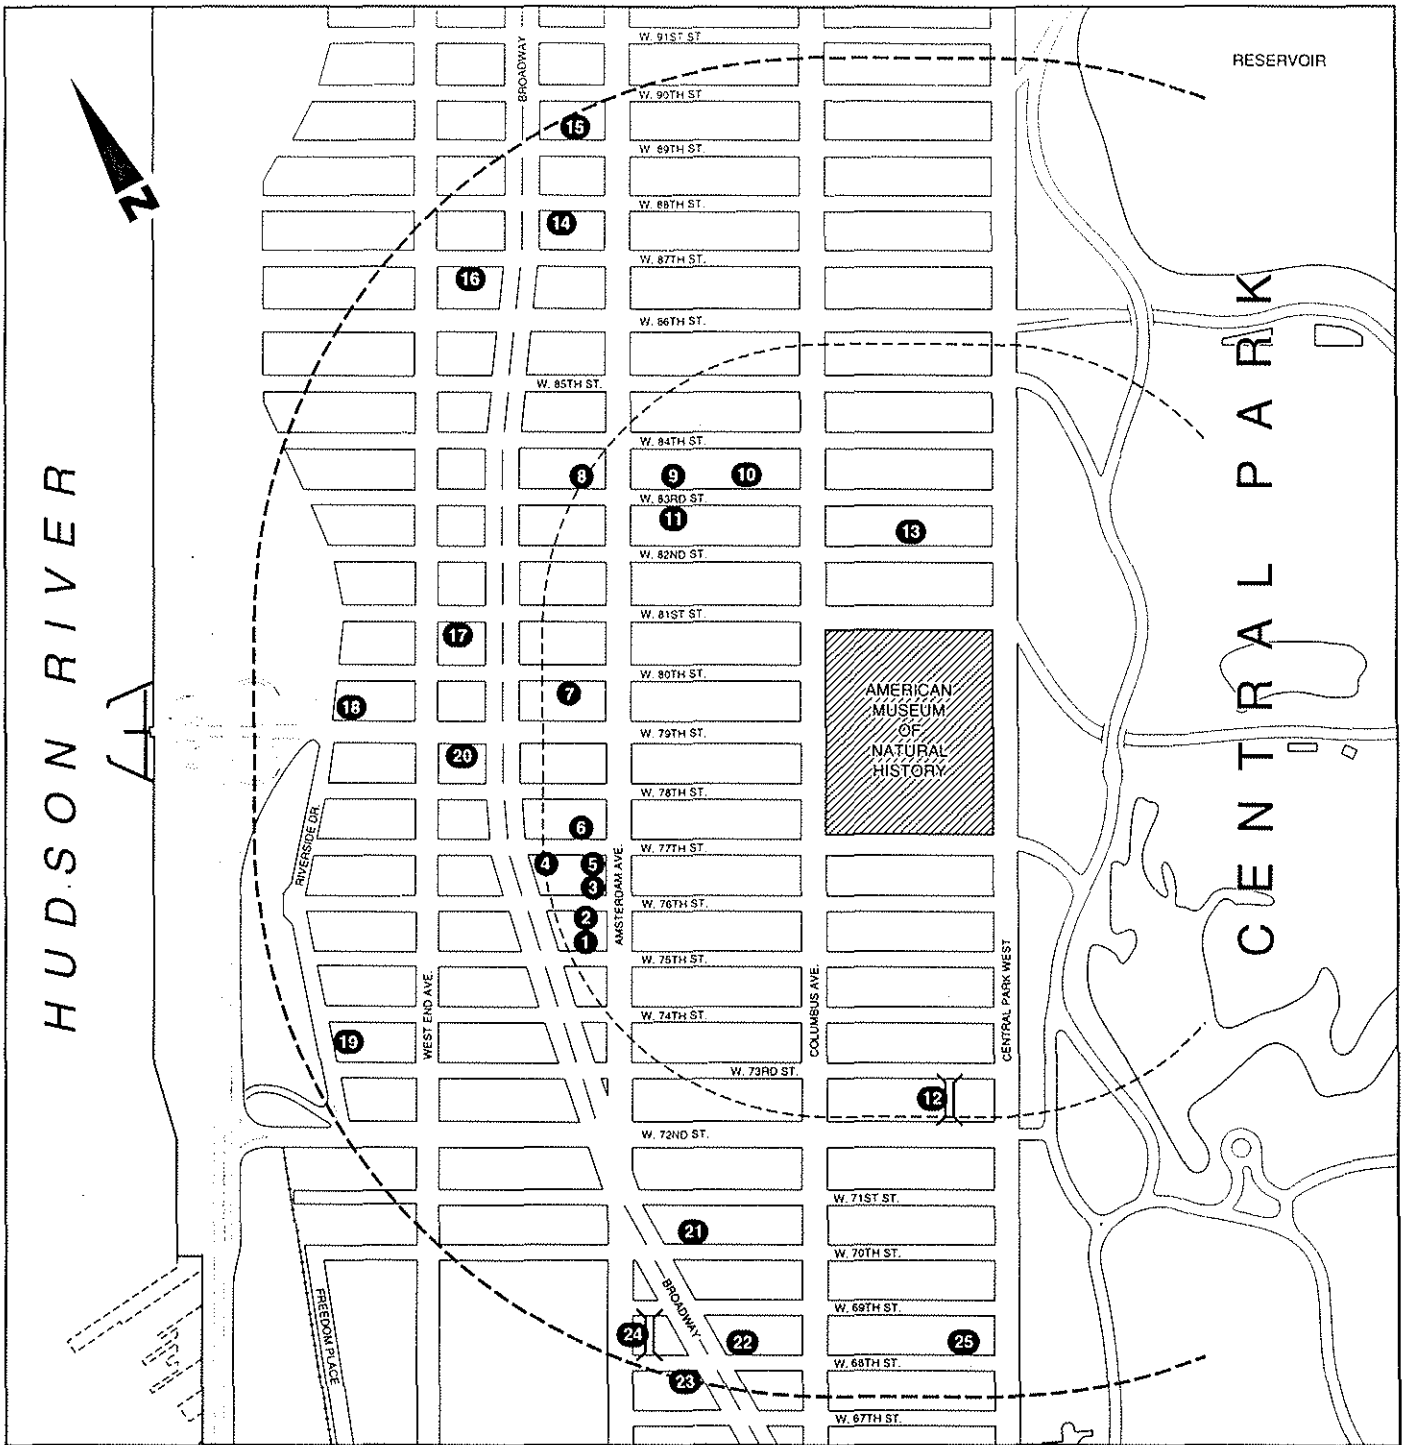 W. 91ST ST
BROADWAY
RESERVOIR
W. 90TH ST.
15
W. 89TH ST.
N
W. 88TH ST.
14
W. 87TH ST.
16
W. 86TH ST.
W. 85TH ST.
W. 84TH ST.
8
9
10
W. 83RD ST.
11
13
W. 82ND ST.
W. 81ST ST.
17
W. 80TH ST.
7
18
AMERICAN
MUSEUM
OF
NATURAL
HISTORY
W. 79TH ST.
20
W. 78TH ST.
6
RIVERSIDE DR.
W. 77TH ST.
4
5
3
AMSTERDAM AVE.
W. 76TH ST.
2
1
W. 75TH ST.
WEST END AVE.
COLUMBUS AVE.
CENTRAL PARK WEST
W. 74TH ST.
19
W. 73RD ST.
12
W. 72ND ST.
W. 71ST ST.
21
W. 70TH ST.
BROADWAY
FREEDOM PLACE
W. 69TH ST.
24
22
25
W. 68TH ST.
23
W. 67TH ST.
HUDSON RIVER
CENTRAL PARK